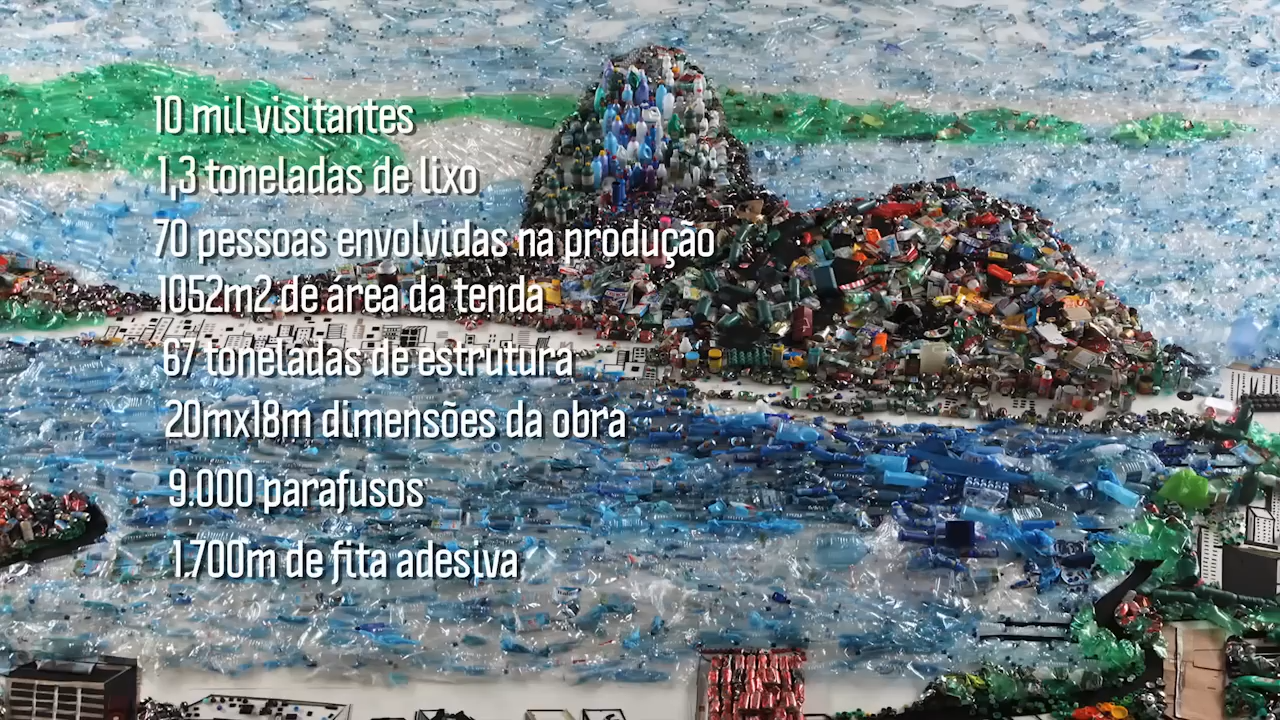 10 mil visitantes
1,3 toneladas de lixo
70 pessoas envolvidas na produção
1052m2 de área da tenda
67 toneladas de estrutura
20mx18m dimensões da obra
9.000 parafusos
1.700m de fita adesiva